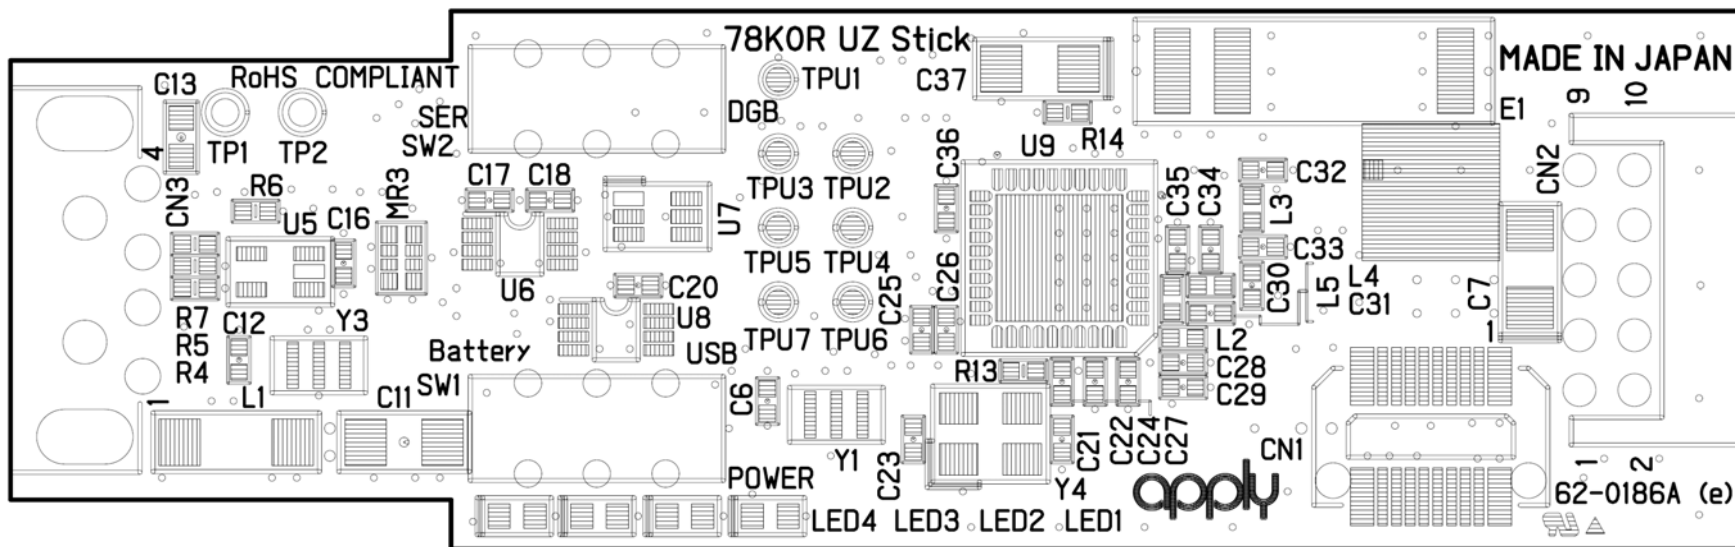 78K0R UZ Stick
MADE IN JAPAN
RoHS COMPLIANT
C13
TPU1
C37
9
10
SER
DGB
E1
SW2
R14
U9
4
TP1
TP2
C36
CN3
MR3
C17
C18
TPU3
TPU2
C35
C34
C32
CN2
R6
L3
U5
C16
U7
C33
TPU5
TPU4
C25
C26
C30
L5
L4
C31
C7
U6
C20
R7
C12
Y3
U8
TPU7
TPU6
1
R5
Battery
USB
L2
R4
SW1
R13
C28
C29
1
L1
C11
C6
C23
Y1
C21
C22
C24
C27
CN1
POWER
Y4
apply
1
2
62-0186A (e)
LED4
LED3
LED2
LED1